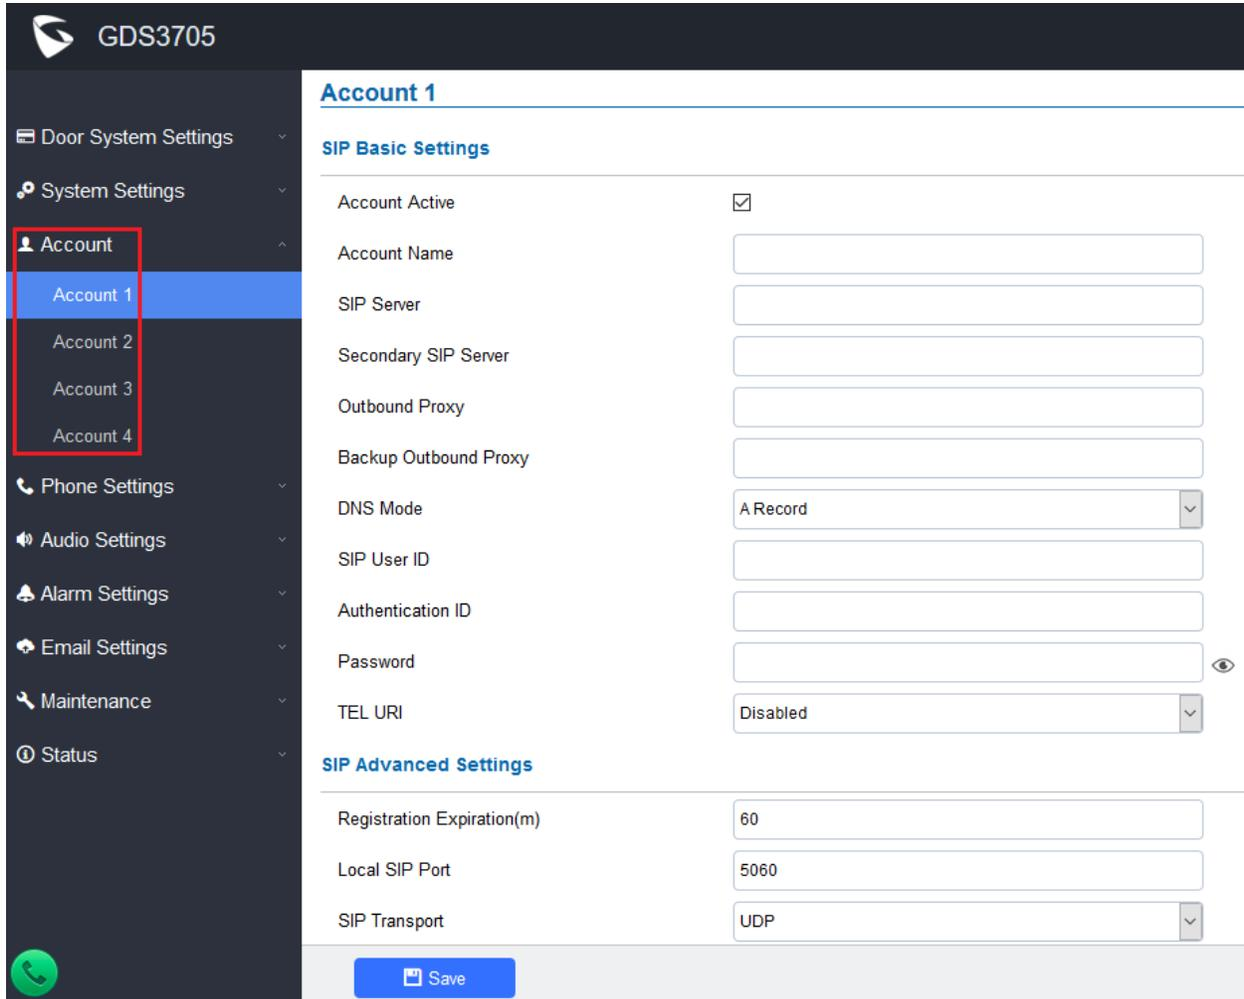 GDS3705
Door System Settings
System Settings
Account
Account 1
Account 2
Account 3
Account 4
Phone Settings
Audio Settings
Alarm Settings
Email Settings
Maintenance
Status
Account 1
SIP Basic Settings
Account Active
Account Name
SIP Server
Secondary SIP Server
Outbound Proxy
Backup Outbound Proxy
DNS Mode A Record
SIP User ID
Authentication ID
Password
TEL URI Disabled
SIP Advanced Settings
Registration Expiration(m) 60
Local SIP Port 5060
SIP Transport UDP
Save